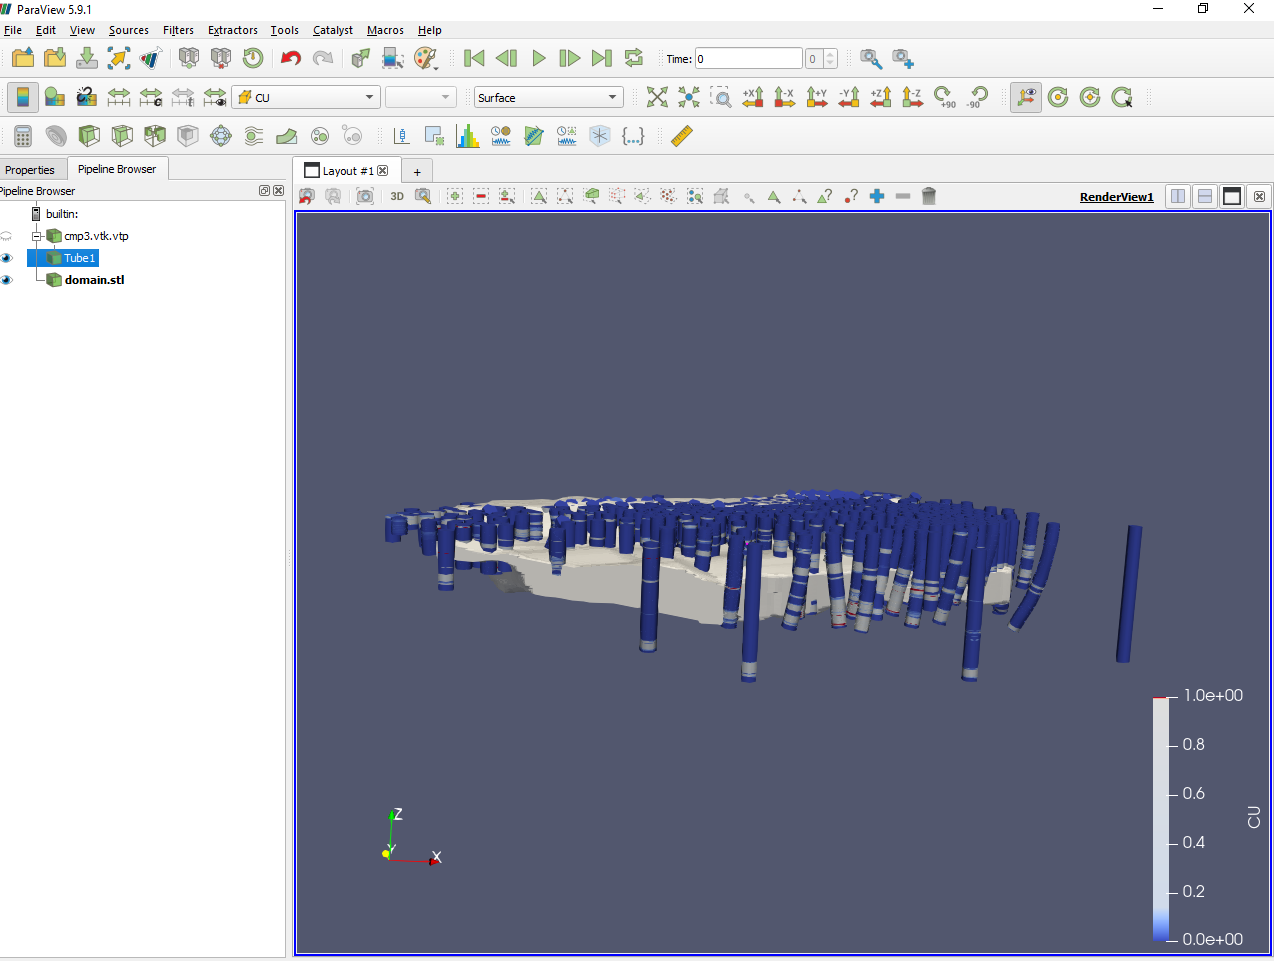 ParaView 5.9.1
File Edit View Sources Filters Extractors Tools Catalyst Macros Help
Time: 0 0
CU Surface +X -X +Y -Y +Z -Z +90 -90
Properties Pipeline Browser
Layout #1 +
Pipeline Browser
3D
RenderView1
builtin:
cmp3.vtk.vtp
Tube1
domain.stl
1.0e+00
0.8
0.6
0.4
0.2
0.0e+00
CU
Z
Y
X